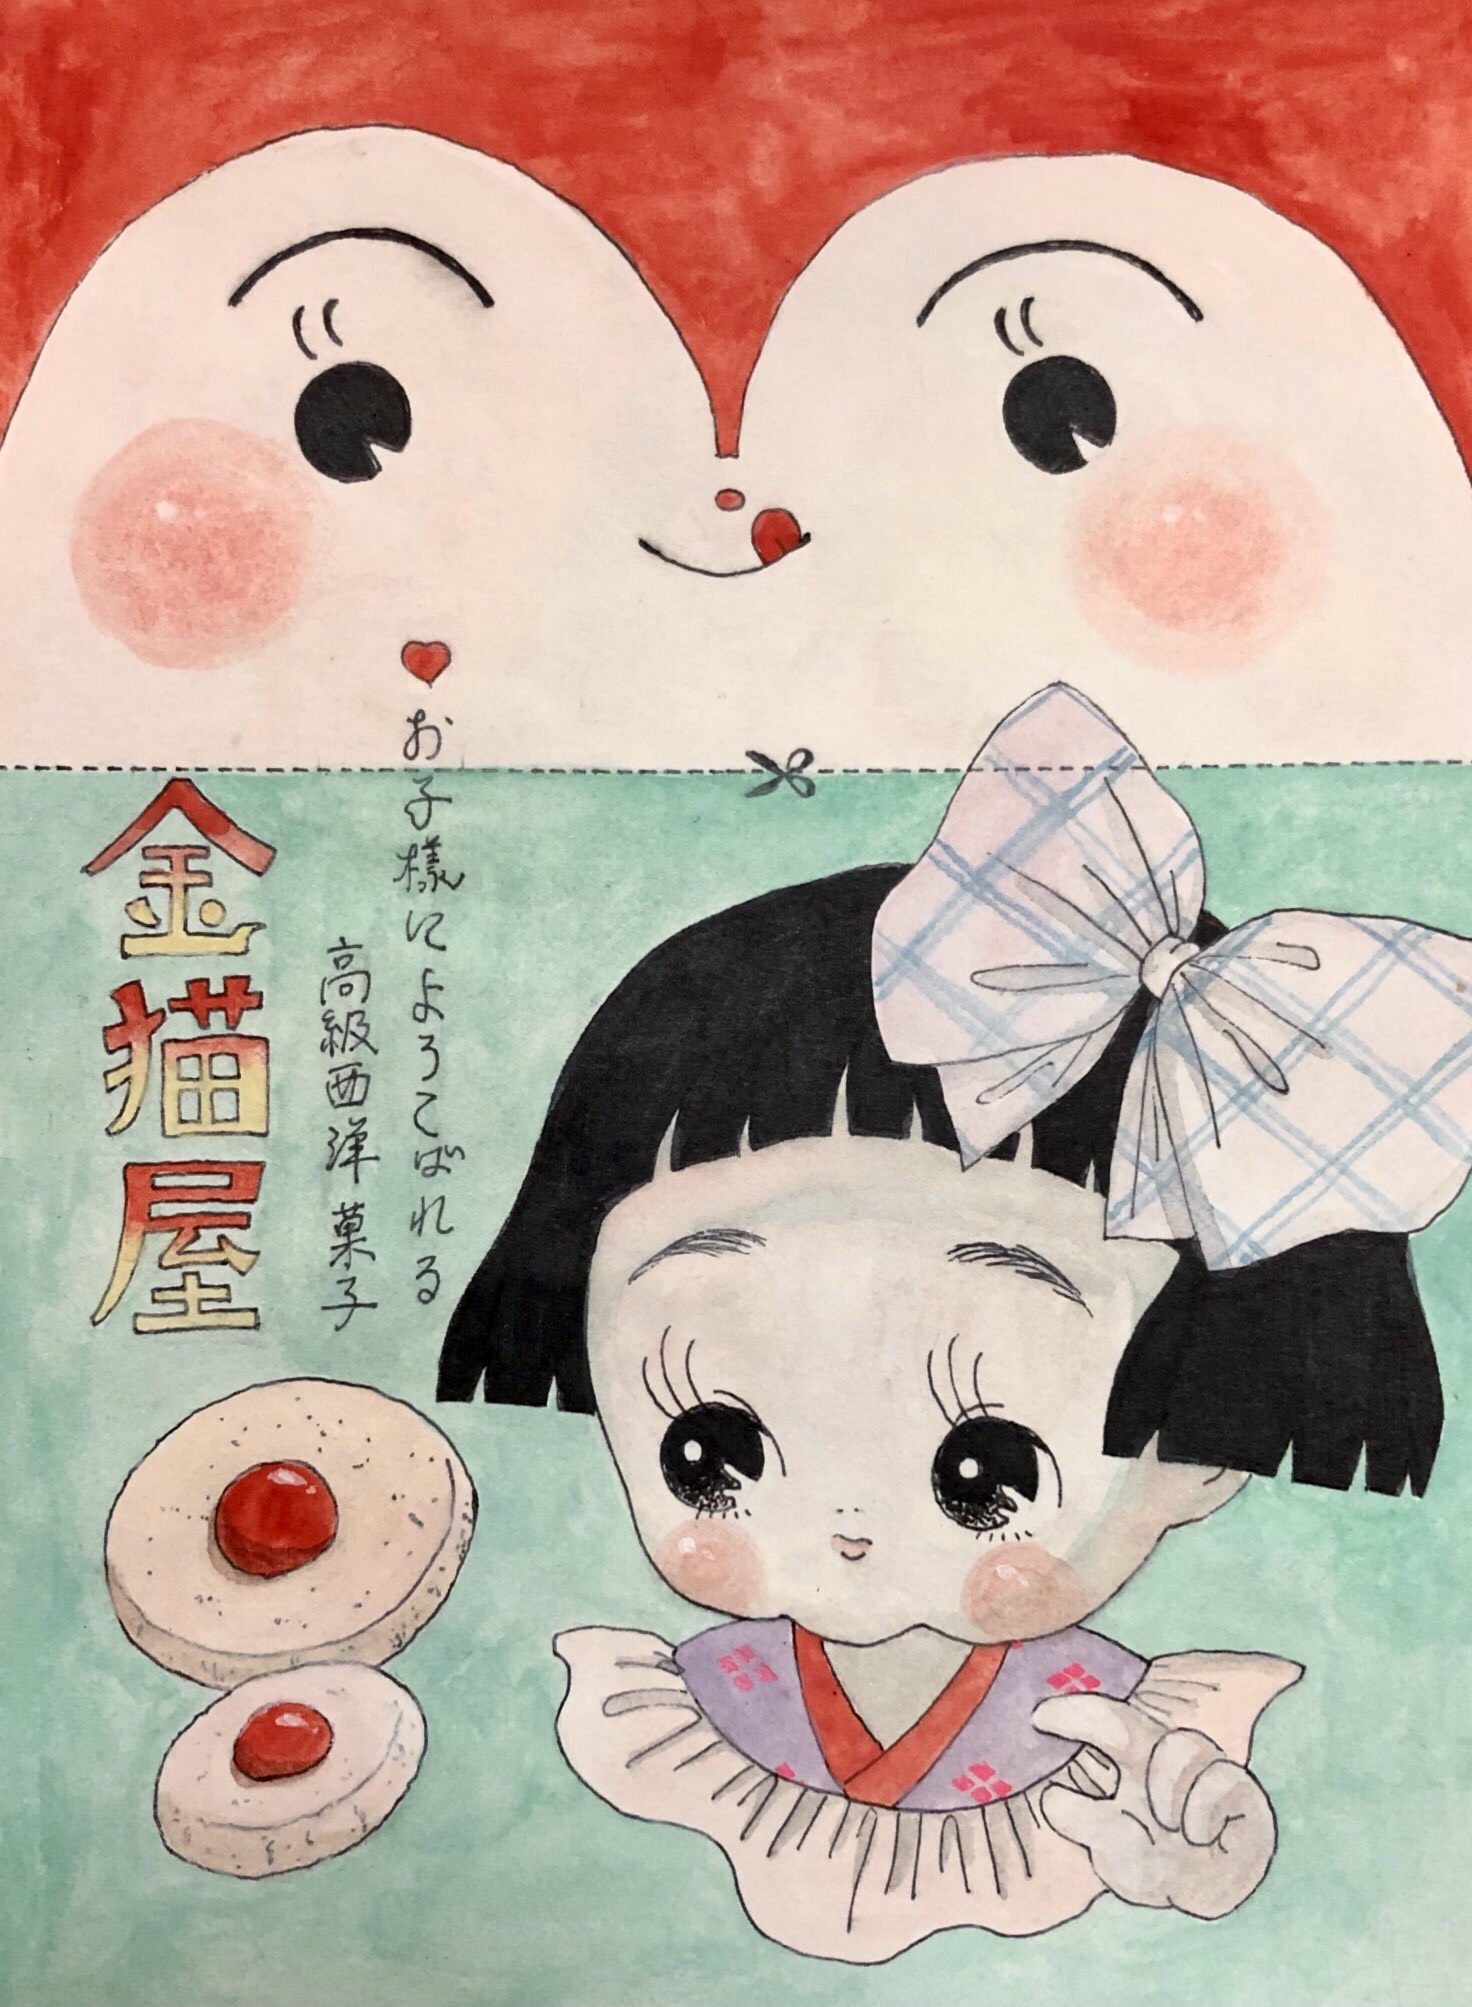 お子様によろこばれる
高級西洋菓子
金猫屋